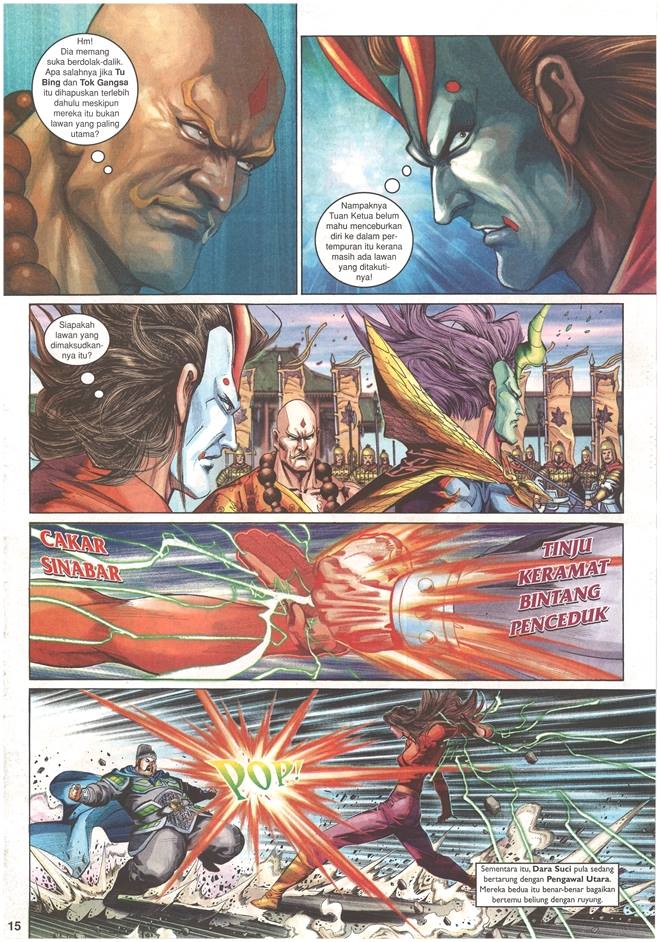 Hm!
Dia memang
suka berdolak-dalik.
Apa salahnya jika Tu
Bing dan Tok Gangsa
itu dihapuskan terlebih
dahulu meskipun
mereka itu bukan
lawan yang paling
utama?
Nampaknya
Tuan Ketua belum
mahu menceburkan
diri ke dalam per-
tempuran itu kerana
masih ada lawan
yang ditakuti-
nya!
Siapakah
lawan yang
dimaksudkan-
nya itu?
CAKAR
SINABAR
TINJU
KERAMAT
BINTANG
PENCEDUK
POP!
Sementara itu, Dara Suci pula sedang
bertarung dengan Pengawal Utara.
Mereka bedua itu benar-benar bagaikan
bertemu beliung dengan ruyung.
15